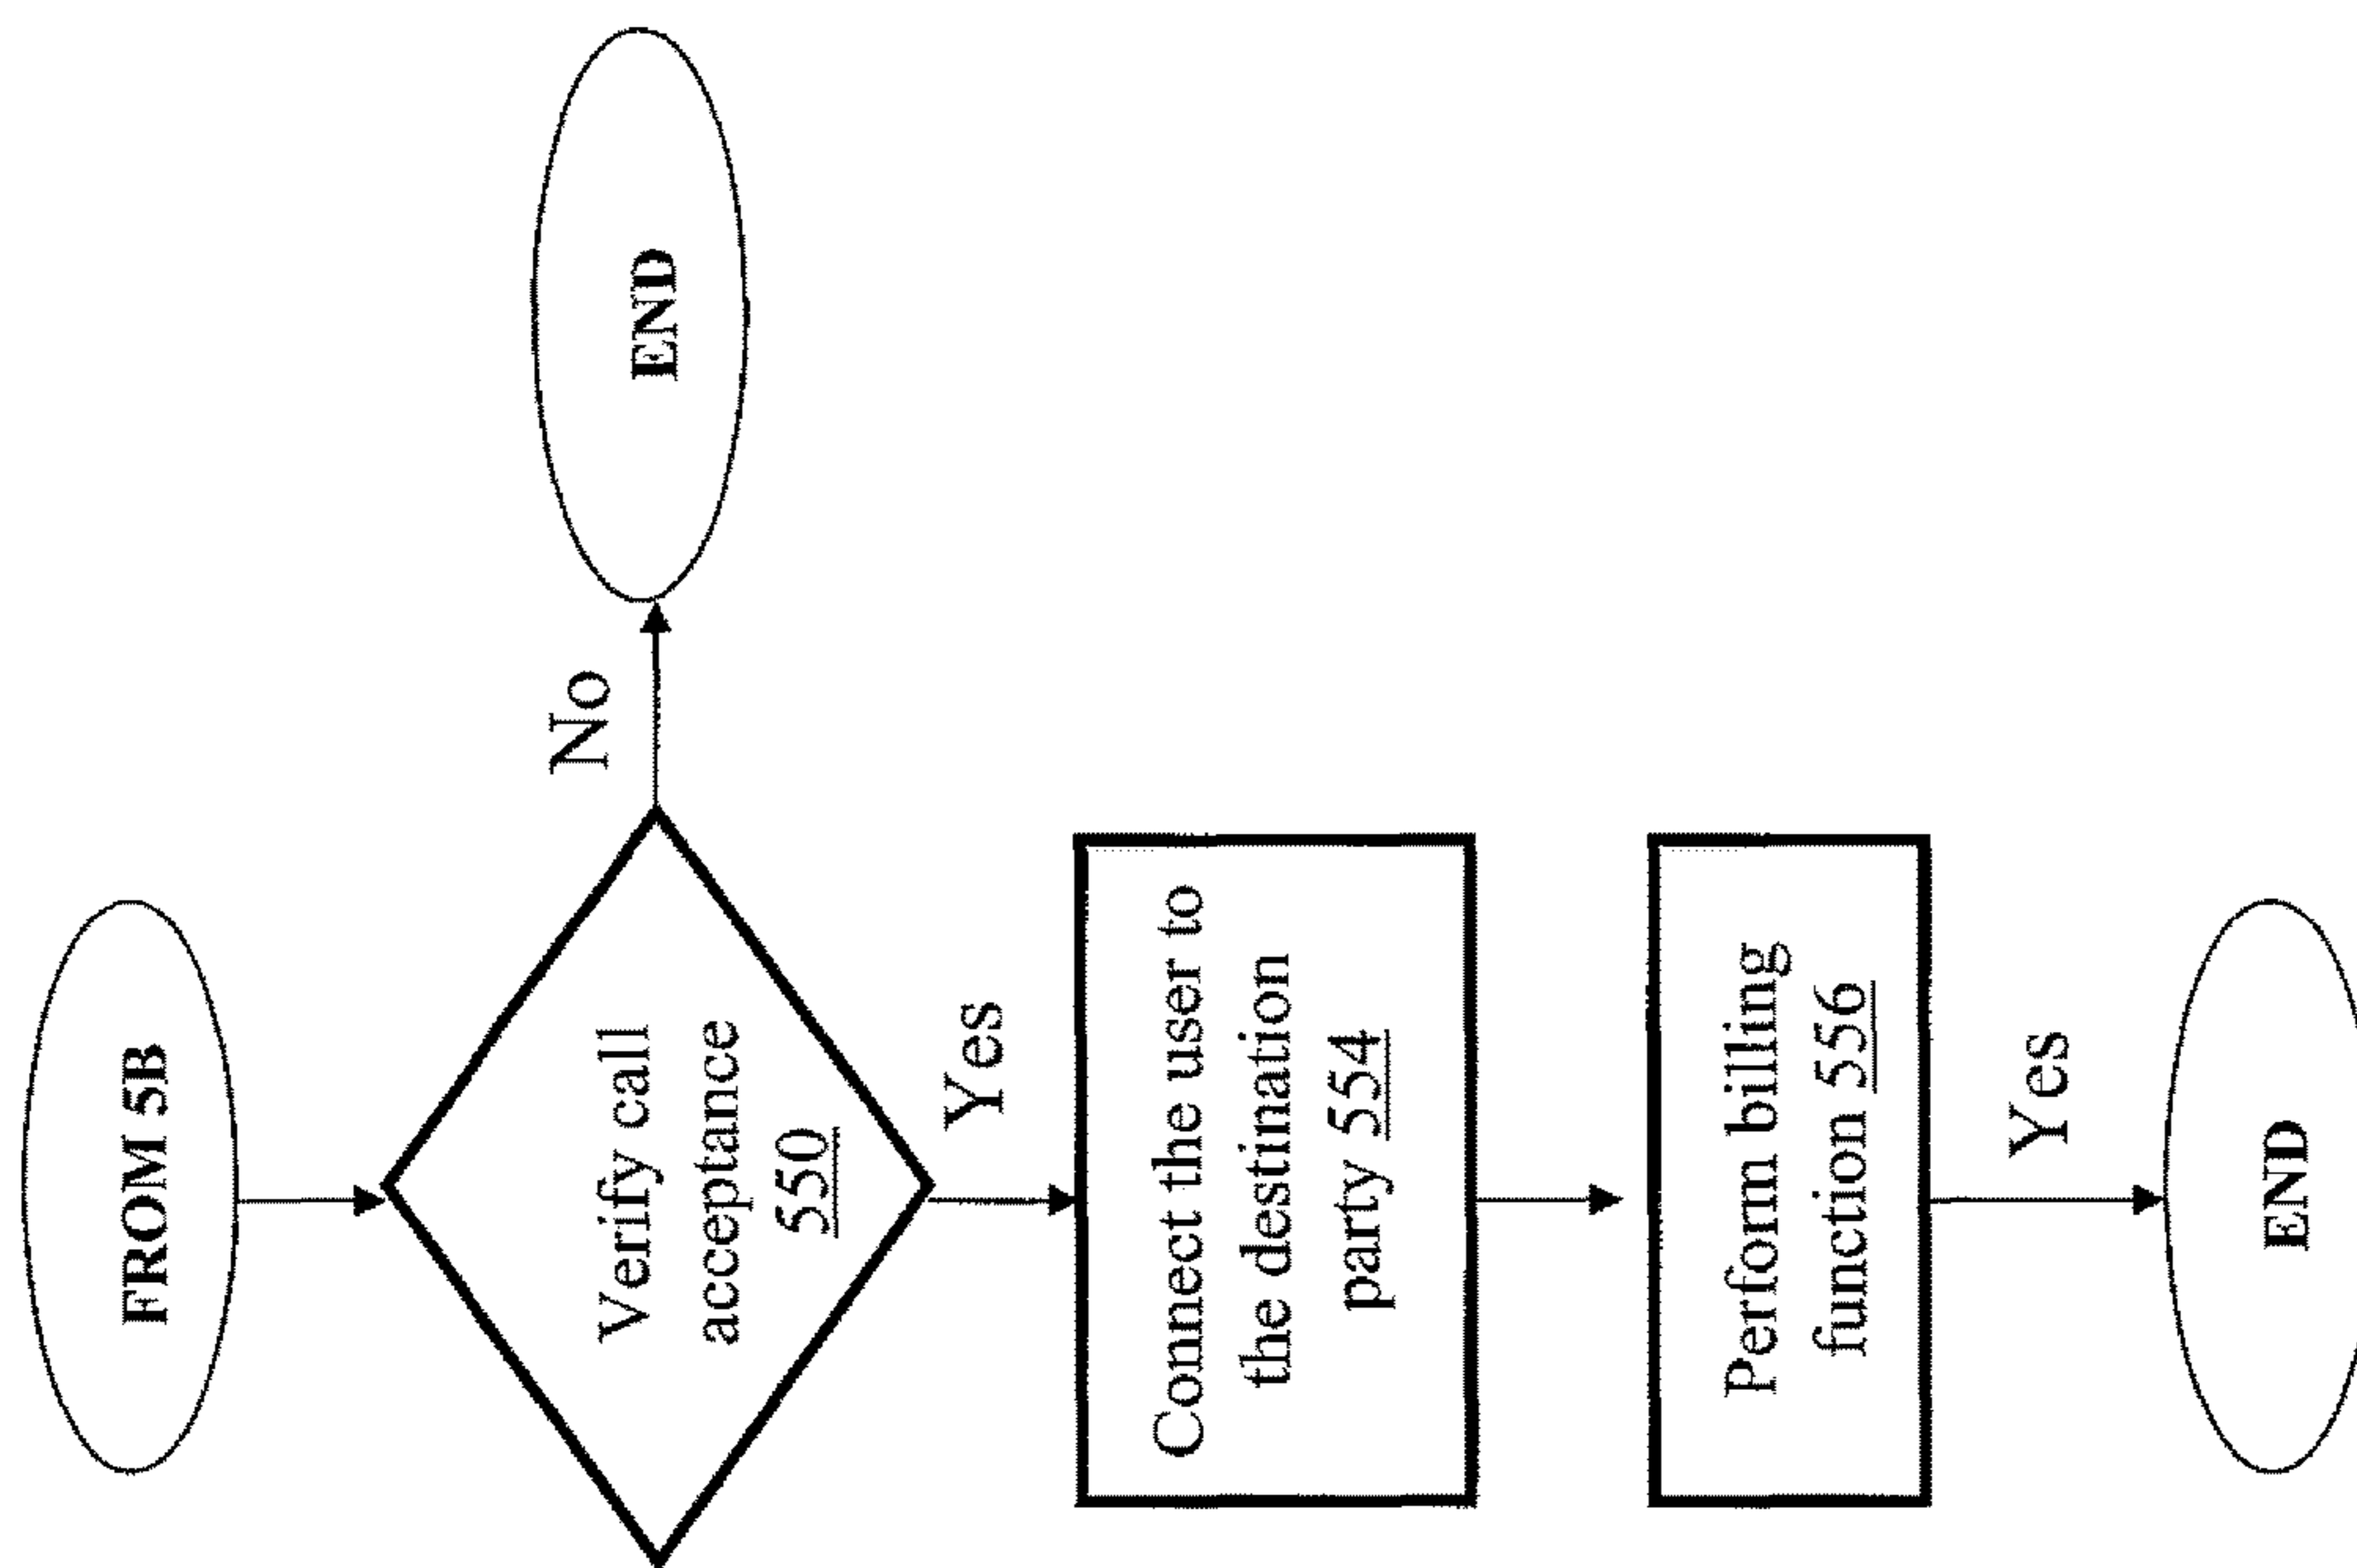 FROM 5B
Verify call
acceptance
550
No
END
Yes
Connect the user to
the destination
party 554
Perform billing
function 556
Yes
END